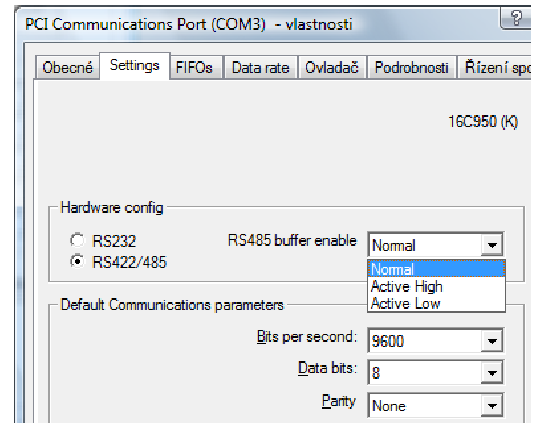 PCI Communications Port (COM3) - vlastnosti
?
Obecné Settings FIFOs Data rate Ovladač Podrobnosti Řízení spo
16C950 (K)
Hardware config
RS232 RS485 buffer enable Normal
RS422/485
Normal
Active High
Active Low
Default Communications parameters
Bits per second: 9600
Data bits: 8
Parity None